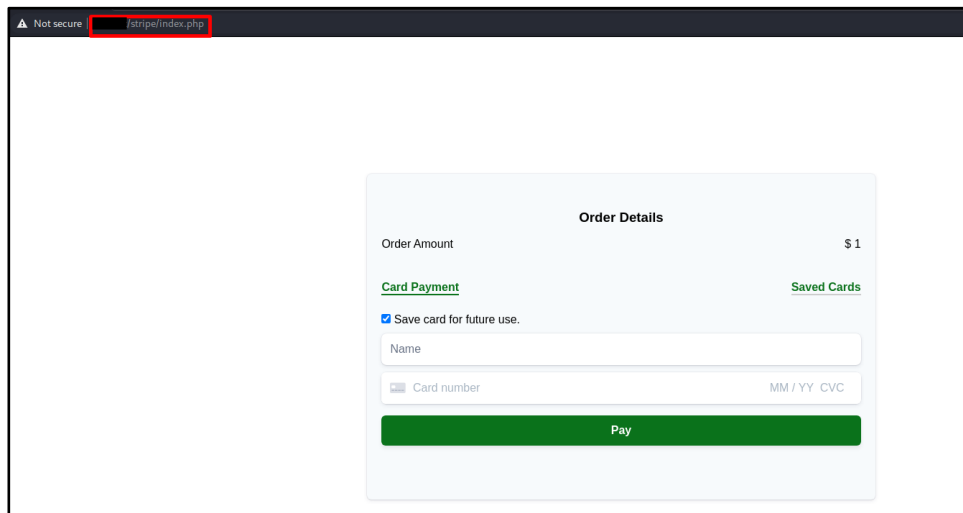 Not secure | /stripe/index.php
Order Details
Order Amount $ 1
Card Payment Saved Cards
Save card for future use.
Name
Card number MM / YY CVC
Pay